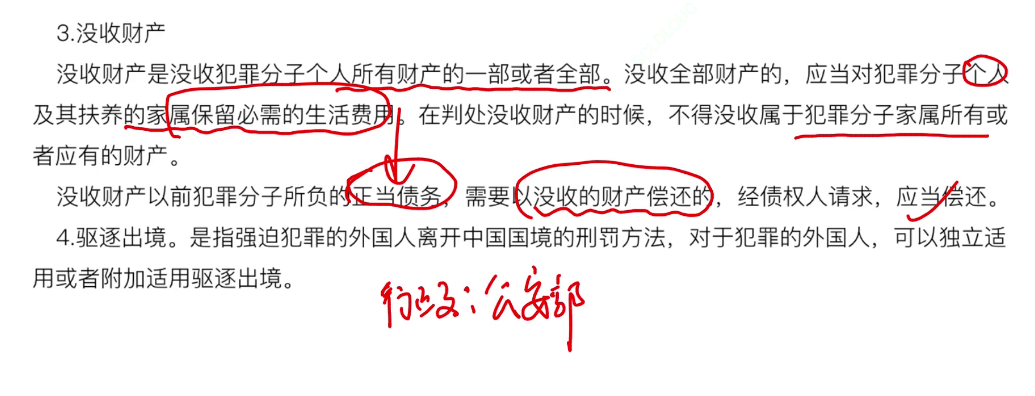 3.没收财产
没收财产是没收犯罪分子个人所有财产的一部或者全部。没收全部财产的，应当对犯罪分子个人
及其扶养的家属保留必需的生活费用。在判处没收财产的时候，不得没收属于犯罪分子家属所有或
者应有的财产。
没收财产以前犯罪分子所负的正当债务，需要以没收的财产偿还的，经债权人请求，应当偿还。
4.驱逐出境。是指强迫犯罪的外国人离开中国国境的刑罚方法，对于犯罪的外国人，可以独立适
用或者附加适用驱逐出境。
：公安部